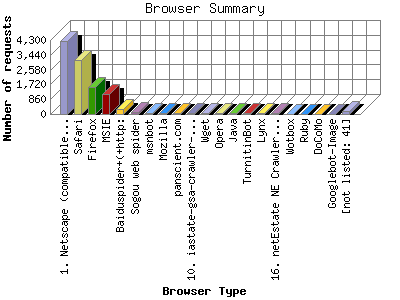 Browser Summary
Number of requests
4,300
3,440
2,580
1,720
860
0
1. Netscape (compatible...
Safari
Firefox
MSIE
Baiduspider+(+http:
Sogou web spider
msnbot
Mozilla
panscient.com
10. iastate-gsa-crawler-...
Wget
Opera
Java
TurnitinBot
Lynx
16. netEstate NE Crawler...
Wotbox
Ruby
DoCoMo
Googlebot-Image
[not listed: 41]
Browser Type